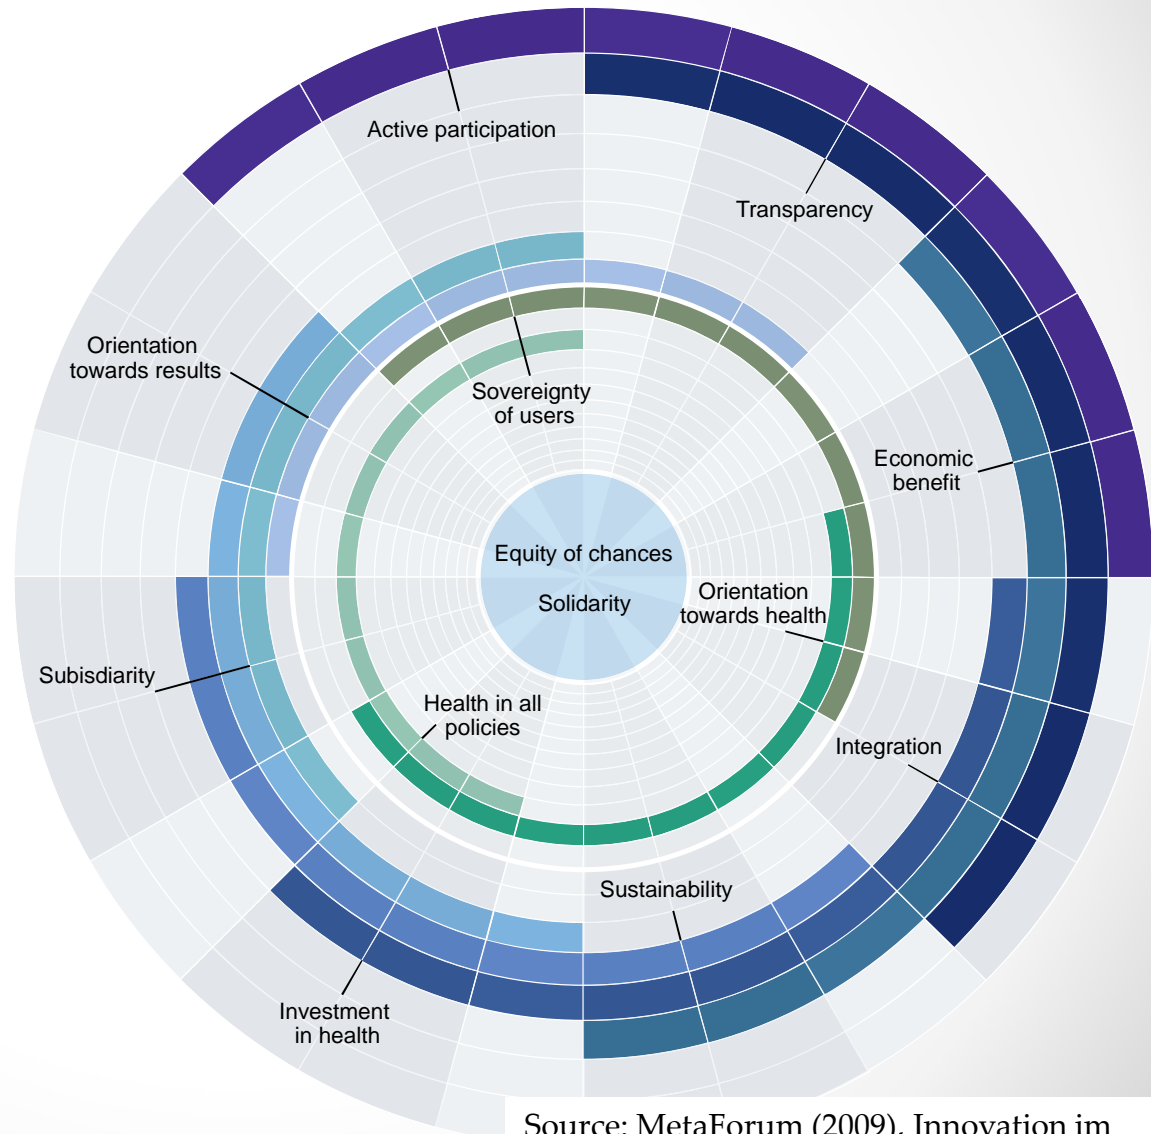 Active participation
Transparency
Orientation
towards results
Sovereignty
of users
Economic
benefit
Equity of chances
Solidarity
Orientation
towards health
Subisdiarity
Health in all
policies
Integration
Sustainability
Investment
in health
Source: MetaForum (2009), Innovation im